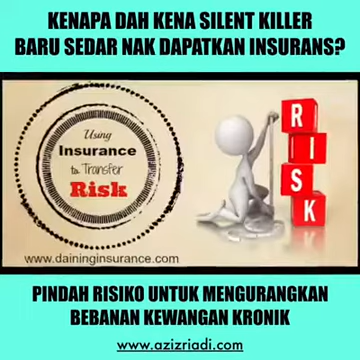 KENAPA DAH KENA SILENT KILLER
BARU SEDAR NAK DAPATKAN INSURANS?
Using
Insurance
to Transfer
Risk
R
I
S
K
www.daininginsurance.com
PINDAH RISIKO UNTUK MENGURANGKAN
BEBANAN KEWANGAN KRONIK
www.azizriadi.com